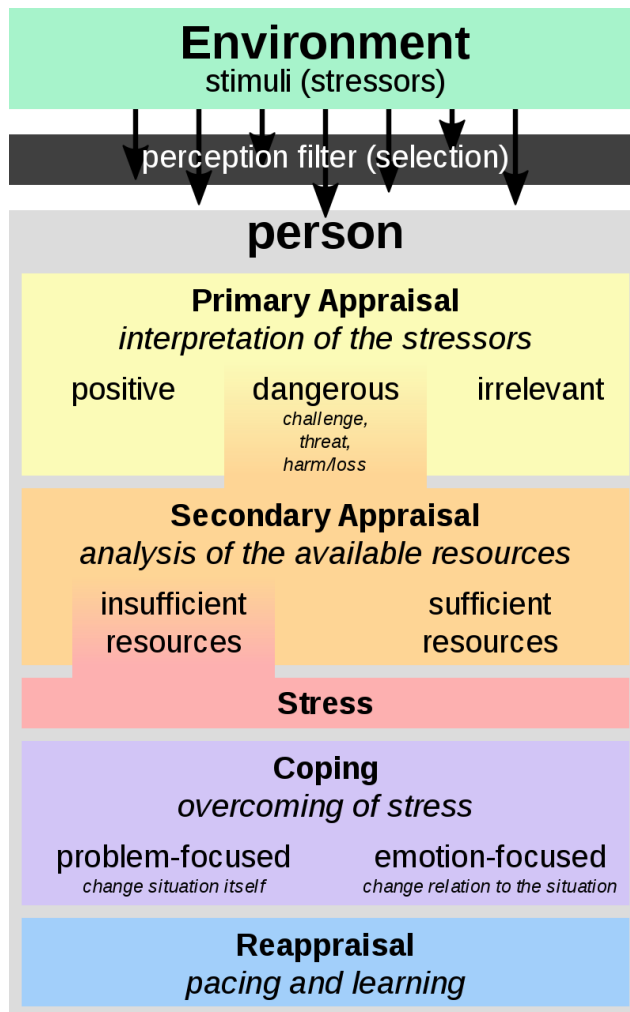 Environment
stimuli (stressors)
perception filter (selection)
person
Primary Appraisal
interpretation of the stressors
positive
dangerous
irrelevant
challenge,
threat,
harm/loss
Secondary Appraisal
analysis of the available resources
insufficient
resources
sufficient
resources
Stress
Coping
overcoming of stress
problem-focused
change situation itself
emotion-focused
change relation to the situation
Reappraisal
pacing and learning